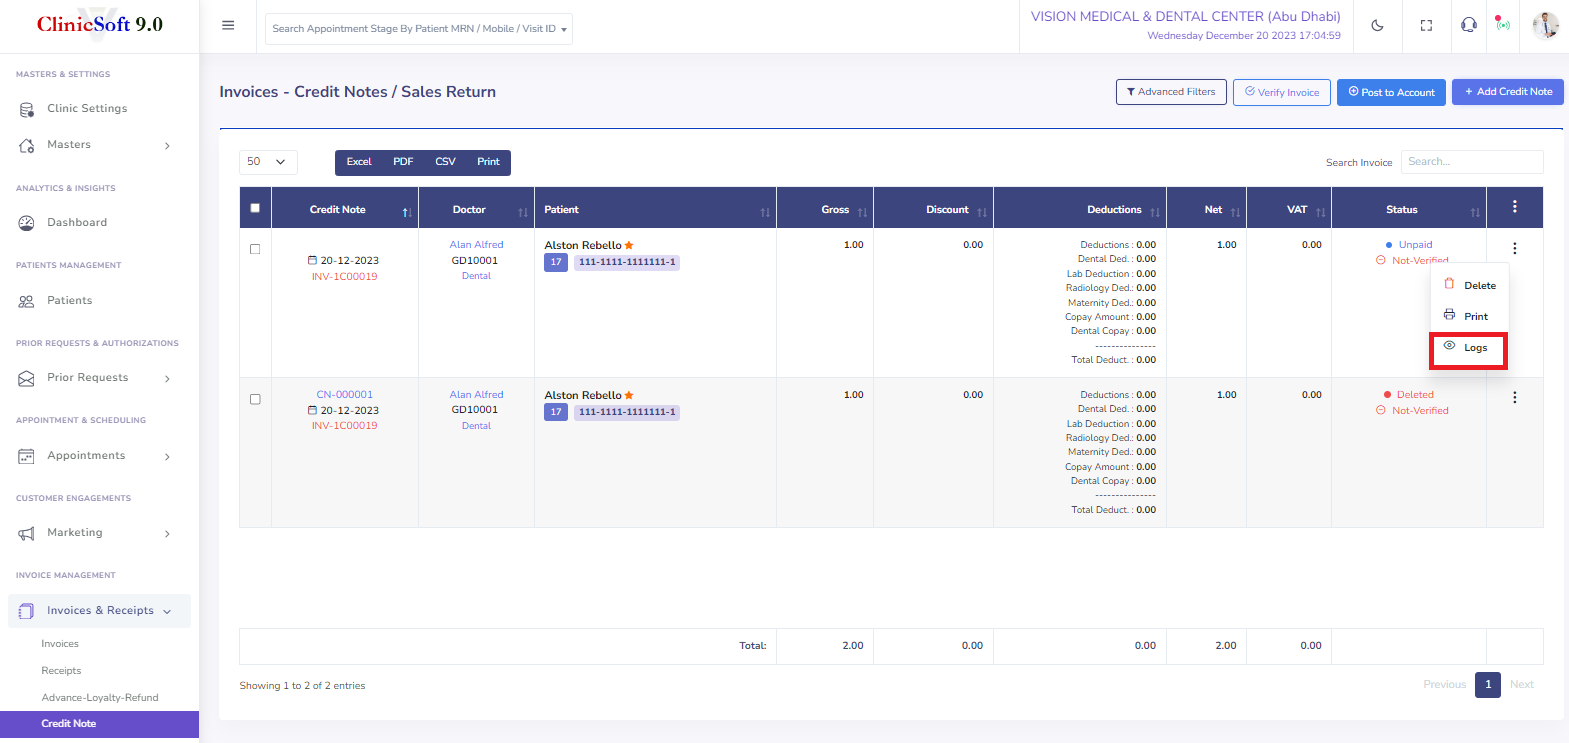 ClinicSoft 9.0
Search Appointment Stage By Patient MRN / Mobile / Visit ID
VISION MEDICAL & DENTAL CENTER (Abu Dhabi)
Wednesday December 20 2023 17:04:59
MASTERS & SETTINGS
Clinic Settings
Masters
ANALYTICS & INSIGHTS
Dashboard
PATIENTS MANAGEMENT
Patients
PRIOR REQUESTS & AUTHORIZATIONS
Prior Requests
APPOINTMENT & SCHEDULING
Appointments
CUSTOMER ENGAGEMENTS
Marketing
INVOICE MANAGEMENT
Invoices & Receipts
Invoices
Receipts
Advance-Loyalty-Refund
Credit Note
Invoices - Credit Notes / Sales Return
Advanced Filters Verify Invoice Post to Account + Add Credit Note
50 Excel PDF CSV Print
Search Invoice Search...
Credit Note Doctor Patient Gross Discount Deductions Net VAT Status
20-12-2023
INV-1C00019
Alan Alfred
GD10001
Dental
Alston Rebello
17 111-1111-1111111-1
1.00
0.00
Deductions : 0.00
Dental Ded. : 0.00
Lab Deduction : 0.00
Radiology Ded.: 0.00
Maternity Ded.: 0.00
Copay Amount : 0.00
Dental Copay : 0.00
---------------
Total Deduct. : 0.00
1.00
0.00
Unpaid
Not-Verified
Delete
Print
Logs
CN-000001
20-12-2023
INV-1C00019
Alan Alfred
GD10001
Dental
Alston Rebello
17 111-1111-1111111-1
1.00
0.00
Deductions : 0.00
Dental Ded. : 0.00
Lab Deduction : 0.00
Radiology Ded.: 0.00
Maternity Ded.: 0.00
Copay Amount : 0.00
Dental Copay : 0.00
---------------
Total Deduct. : 0.00
1.00
0.00
Deleted
Not-Verified
Total: 2.00 0.00 0.00 2.00 0.00
Showing 1 to 2 of 2 entries
Previous 1 Next